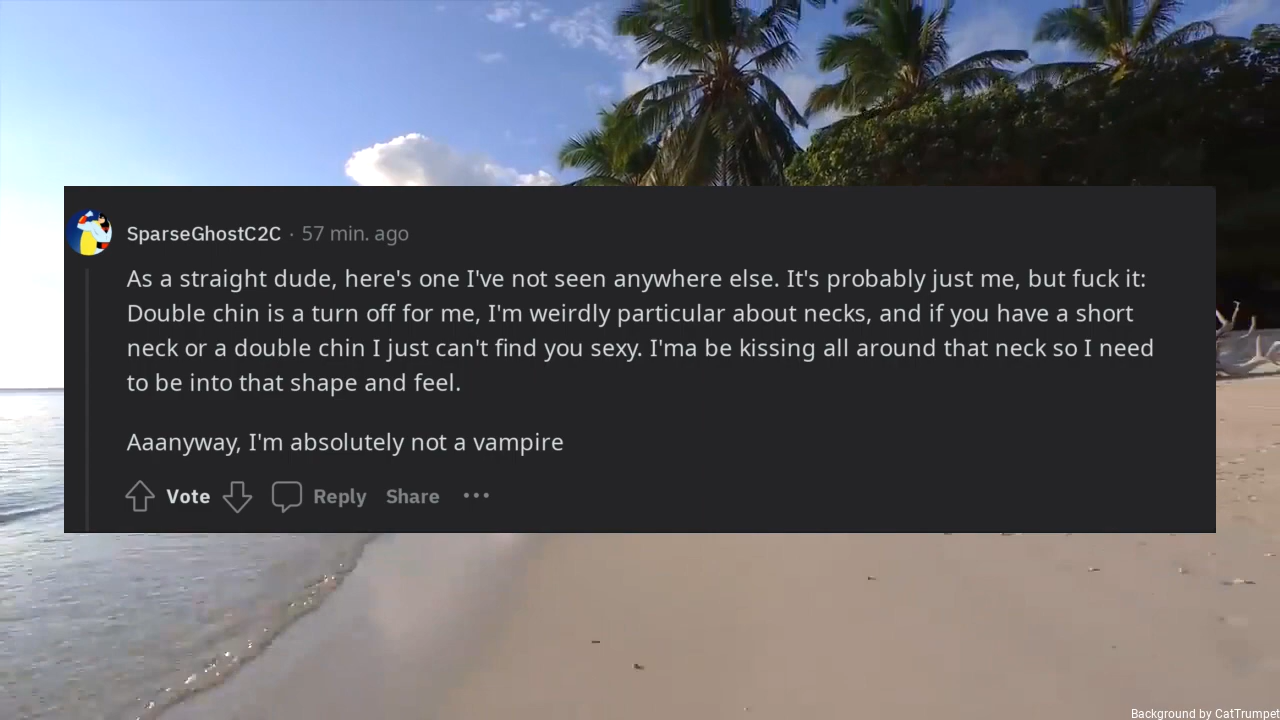 SparseGhostC2C · 57 min. ago
As a straight dude, here's one I've not seen anywhere else. It's probably just me, but fuck it:
Double chin is a turn off for me, I'm weirdly particular about necks, and if you have a short
neck or a double chin I just can't find you sexy. I'ma be kissing all around that neck so I need
to be into that shape and feel.
Aaanyway, I'm absolutely not a vampire
Vote Reply Share ···
Background by CatTrumpet